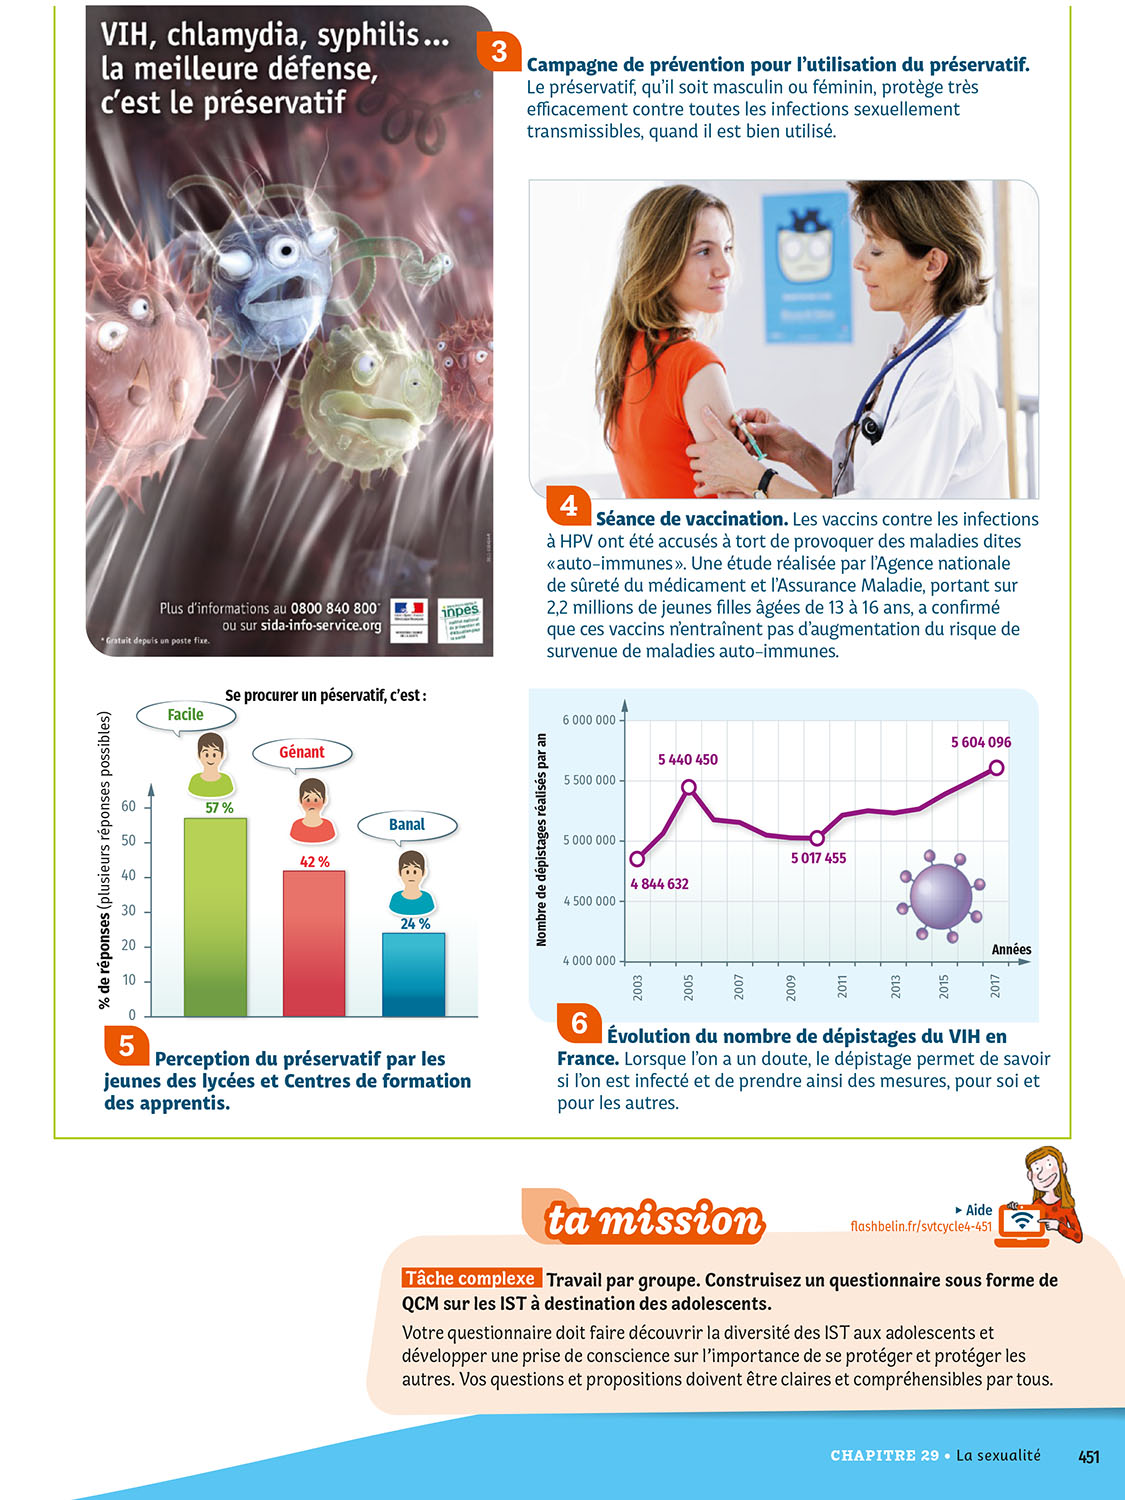 VIH, chlamydia, syphilis...
la meilleure défense,
c'est le préservatif
Plus d'informations au 0800 840 800*
ou sur sida-info-service.org
* Gratuit depuis un poste fixe.
inpes
3
Campagne de prévention pour l'utilisation du préservatif.
Le préservatif, qu'il soit masculin ou féminin, protège très
efficacement contre toutes les infections sexuellement
transmissibles, quand il est bien utilisé.
4
Séance de vaccination. Les vaccins contre les infections
à HPV ont été accusés à tort de provoquer des maladies dites
«auto-immunes». Une étude réalisée par l'Agence nationale
de sûreté du médicament et l'Assurance Maladie, portant sur
2,2 millions de jeunes filles âgées de 13 à 16 ans, a confirmé
que ces vaccins n'entraînent pas d'augmentation du risque de
survenue de maladies auto-immunes.
Se procurer un péservatif, c'est :
Facile
Gênant
Banal
57 %
42 %
24 %
% de réponses (plusieurs réponses possibles)
60
50
40
30
20
10
0
5
Perception du préservatif par les
jeunes des lycées et Centres de formation
des apprentis.
Nombre de dépistages réalisés par an
6 000 000
5 500 000
5 000 000
4 500 000
4 000 000
4 844 632
5 440 450
5 017 455
5 604 096
Années
2003
2005
2007
2009
2011
2013
2015
2017
6
Évolution du nombre de dépistages du VIH en
France. Lorsque l'on a un doute, le dépistage permet de savoir
si l'on est infecté et de prendre ainsi des mesures, pour soi et
pour les autres.
ta mission
▸ Aide
flashbelin.fr/svtcycle4-451
Tâche complexe Travail par groupe. Construisez un questionnaire sous forme de
QCM sur les IST à destination des adolescents.
Votre questionnaire doit faire découvrir la diversité des IST aux adolescents et
développer une prise de conscience sur l'importance de se protéger et protéger les
autres. Vos questions et propositions doivent être claires et compréhensibles par tous.
CHAPITRE 29 • La sexualité 451